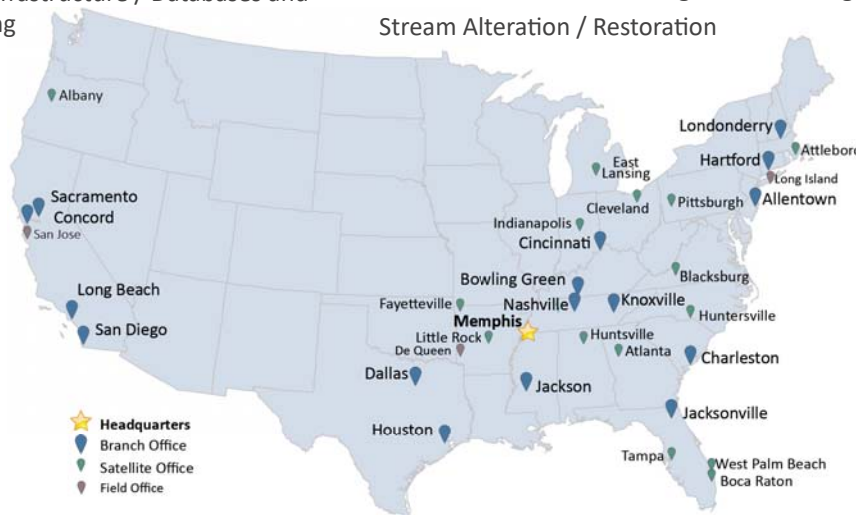 Databases and
Stream Alteration / Restoration
Albany
Londonderry
Attleboro
Hartford
Long Island
East
Lansing
Cleveland
Pittsburgh
Allentown
Sacramento
Concord
San Jose
Indianapolis
Cincinnati
Blacksburg
Bowling Green
Long Beach
Fayetteville
Nashville
Knoxville
Huntersville
Memphis
San Diego
Little Rock
Huntsville
De Queen
Atlanta
Charleston
Dallas
Jackson
Headquarters
Jacksonville
Branch Office
Houston
Satellite Office
Tampa
West Palm Beach
Field Office
Boca Raton